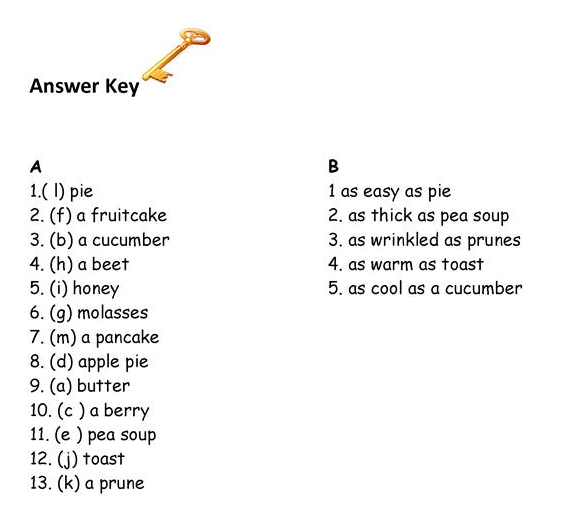 Answer Key
A
1.( l) pie
2. (f) a fruitcake
3. (b) a cucumber
4. (h) a beet
5. (i) honey
6. (g) molasses
7. (m) a pancake
8. (d) apple pie
9. (a) butter
10. (c ) a berry
11. (e ) pea soup
12. (j) toast
13. (k) a prune
B
1 as easy as pie
2. as thick as pea soup
3. as wrinkled as prunes
4. as warm as toast
5. as cool as a cucumber